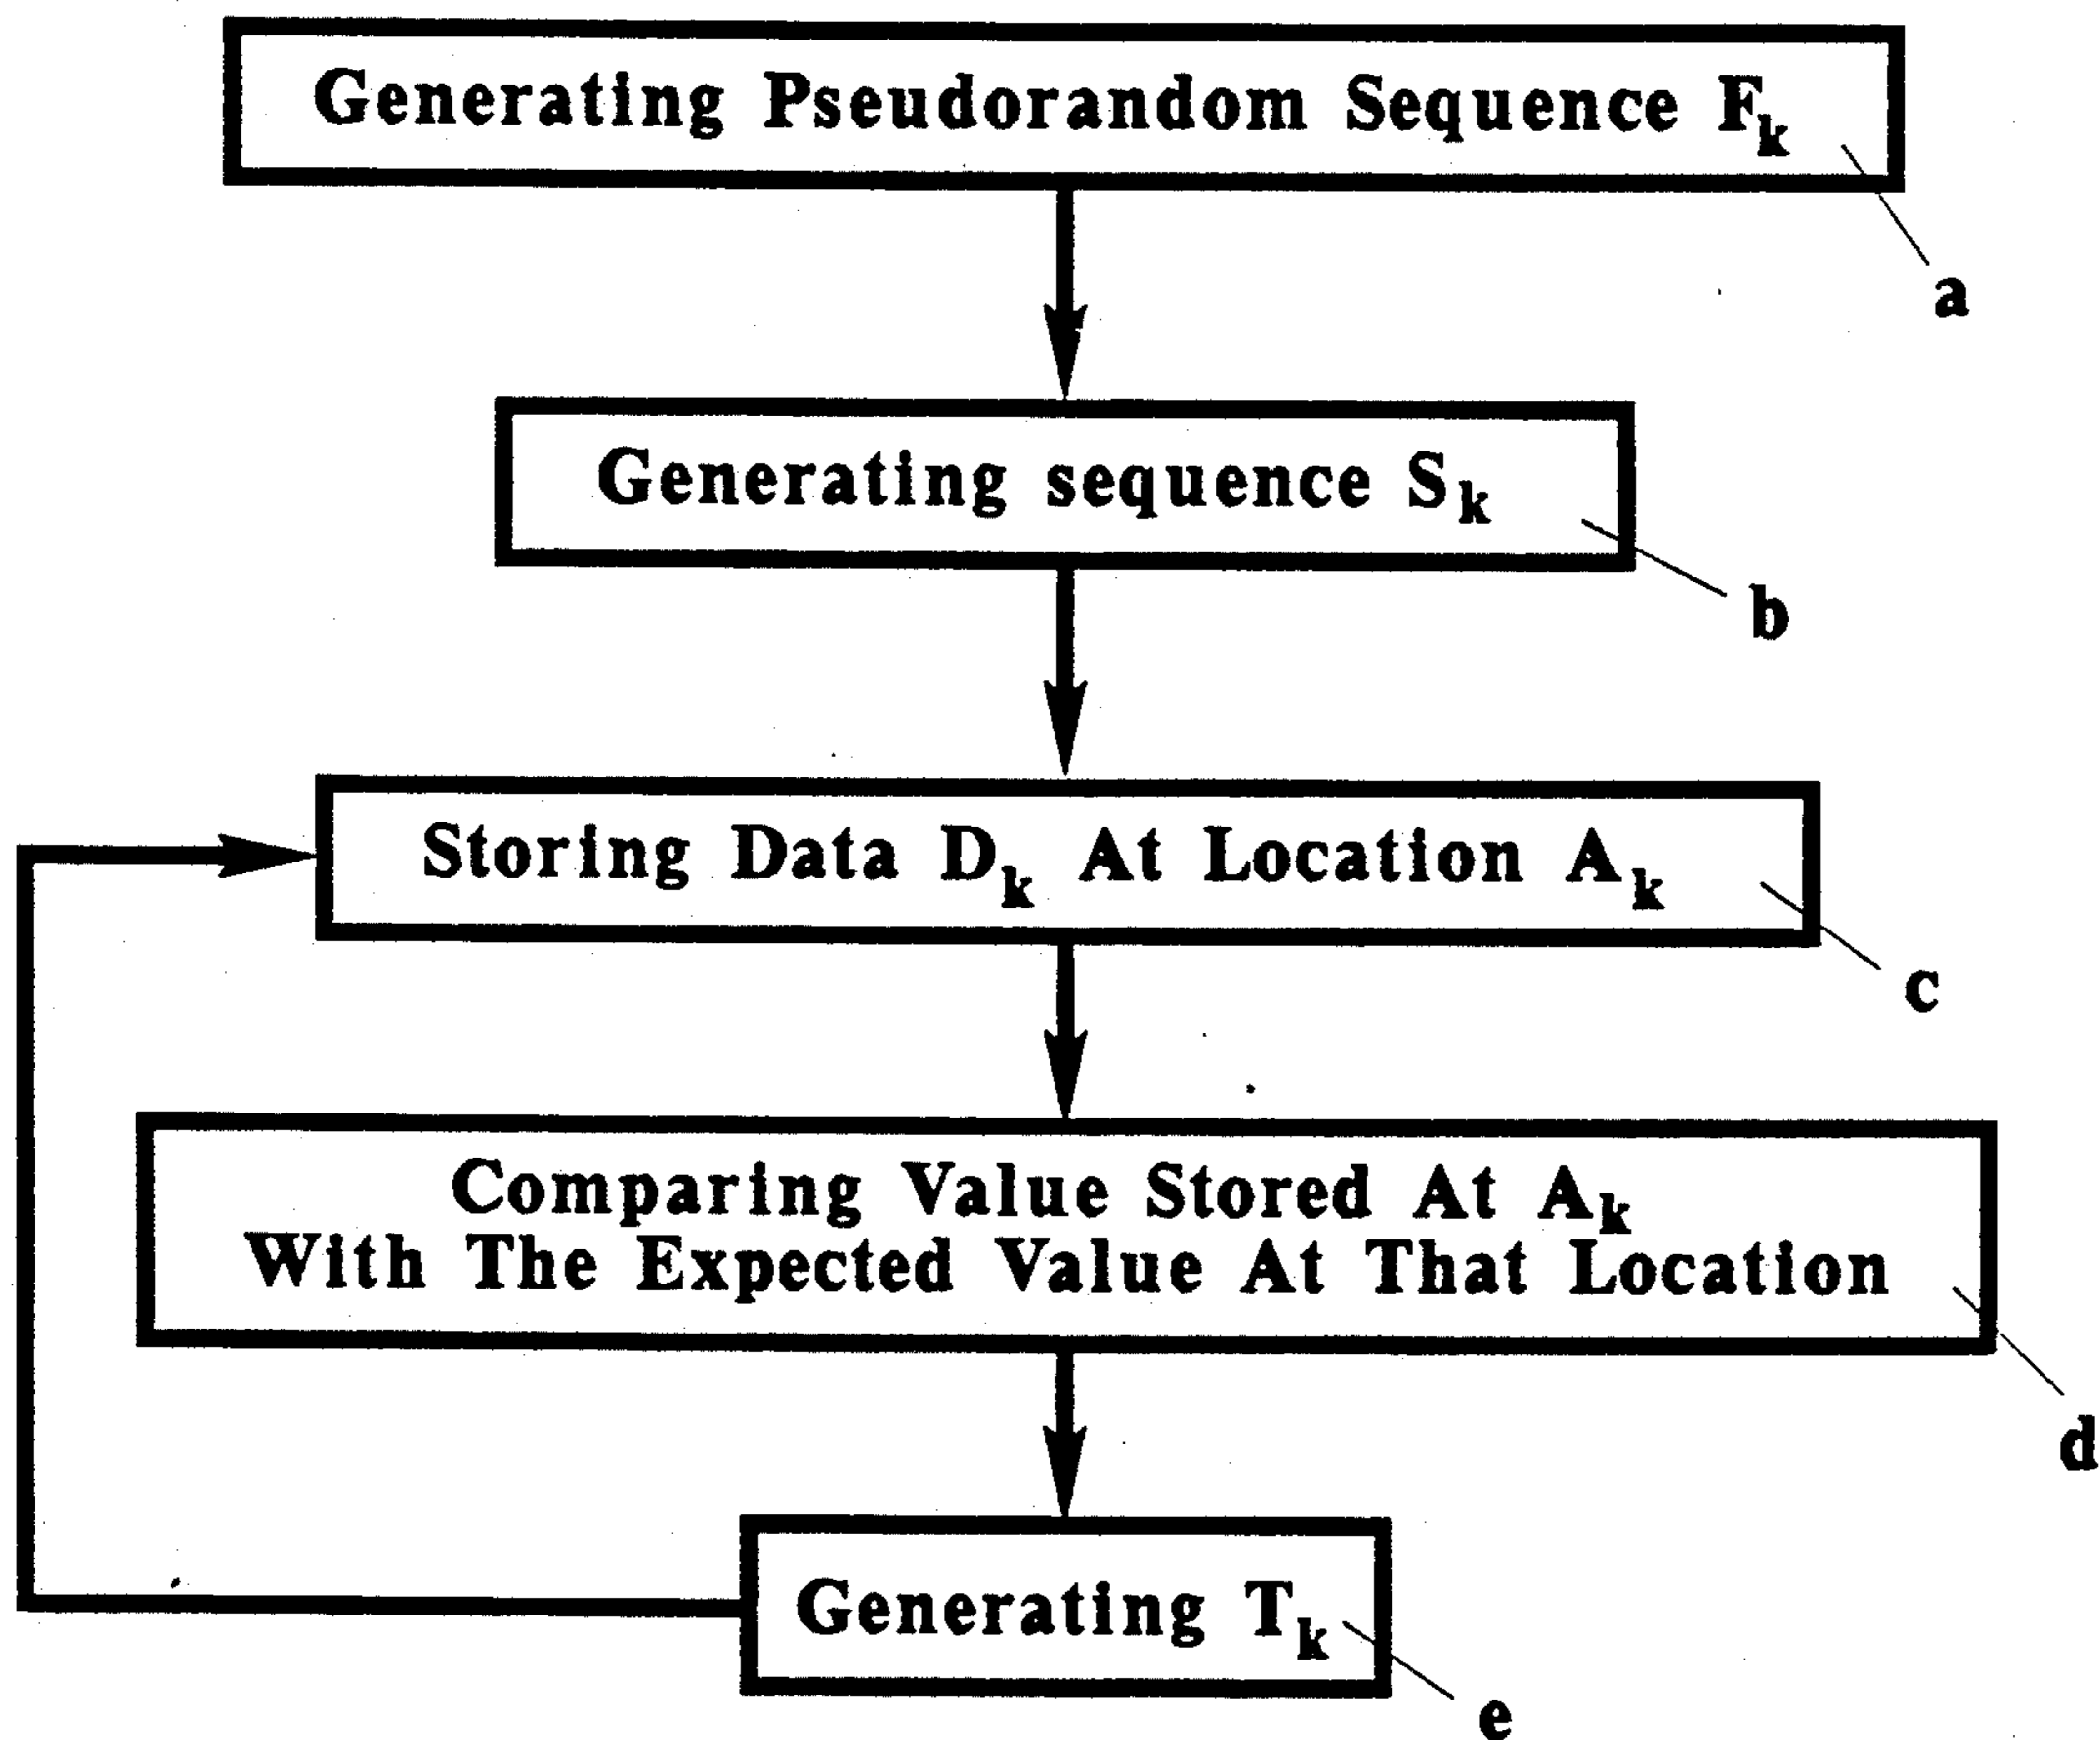 Generating Pseudorandom Sequence Fk
a
Generating sequence Sk
b
Storing Data Dk At Location Ak
c
Comparing Value Stored At Ak
With The Expected Value At That Location
d
Generating Tk
e